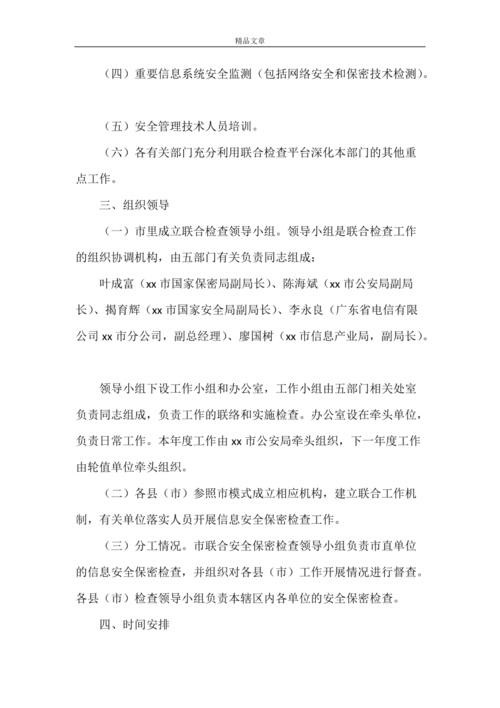 精品文章
（四）重要信息系统安全监测（包括网络安全和保密技术检测）。
（五）安全管理技术人员培训。
（六）各有关部门充分利用联合检查平台深化本部门的其他重
点工作。
三、组织领导
（一）市里成立联合检查领导小组。领导小组是联合检查工作
的组织协调机构，由五部门有关负责同志组成：
叶成富（xx 市国家保密局副局长）、陈海斌（xx 市公安局副局
长）、揭育辉（xx 市国家安全局副局长）、李永良（广东省电信有限
公司 xx 市分公司，副总经理）、廖国树（xx 市信息产业局，副局长）。
领导小组下设工作小组和办公室，工作小组由五部门相关处室
负责同志组成，负责工作的联络和实施检查。办公室设在牵头单位，
负责日常工作。本年度工作由 xx 市公安局牵头组织，下一年度工作
由轮值单位牵头组织。
（二）各县（市）参照市模式成立相应机构，建立联合工作机
制，有关单位落实人员开展信息安全保密检查工作。
（三）分工情况。市联合安全保密检查领导小组负责市直单位
的信息安全保密检查，并组织对各县（市）工作开展情况进行督查。
各县（市）检查领导小组负责本辖区内各单位的安全保密检查。
四、时间安排